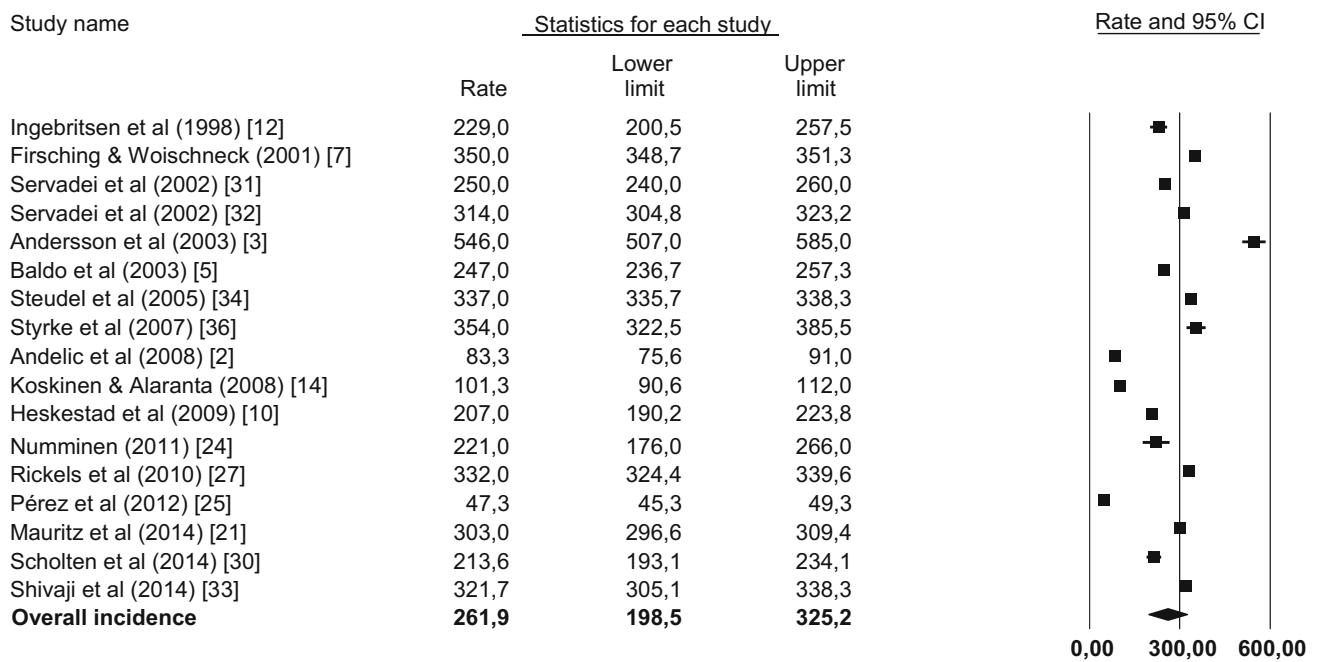 Study name Statistics for each study Rate and 95% CI
Rate Lower limit Upper limit
Ingebritsen et al (1998) [12] 229,0 200,5 257,5
Firsching & Woischneck (2001) [7] 350,0 348,7 351,3
Servadei et al (2002) [31] 250,0 240,0 260,0
Servadei et al (2002) [32] 314,0 304,8 323,2
Andersson et al (2003) [3] 546,0 507,0 585,0
Baldo et al (2003) [5] 247,0 236,7 257,3
Steudel et al (2005) [34] 337,0 335,7 338,3
Styrke et al (2007) [36] 354,0 322,5 385,5
Andelic et al (2008) [2] 83,3 75,6 91,0
Koskinen & Alaranta (2008) [14] 101,3 90,6 112,0
Heskestad et al (2009) [10] 207,0 190,2 223,8
Numminen (2011) [24] 221,0 176,0 266,0
Rickels et al (2010) [27] 332,0 324,4 339,6
Pérez et al (2012) [25] 47,3 45,3 49,3
Mauritz et al (2014) [21] 303,0 296,6 309,4
Scholten et al (2014) [30] 213,6 193,1 234,1
Shivaji et al (2014) [33] 321,7 305,1 338,3
Overall incidence 261,9 198,5 325,2
0,00 300,00 600,00